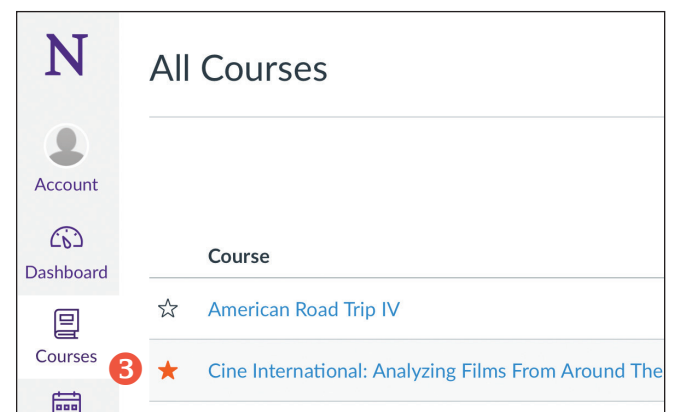 N
All Courses
Account
Dashboard
Course
American Road Trip IV
Courses
3
Cine International: Analyzing Films From Around The